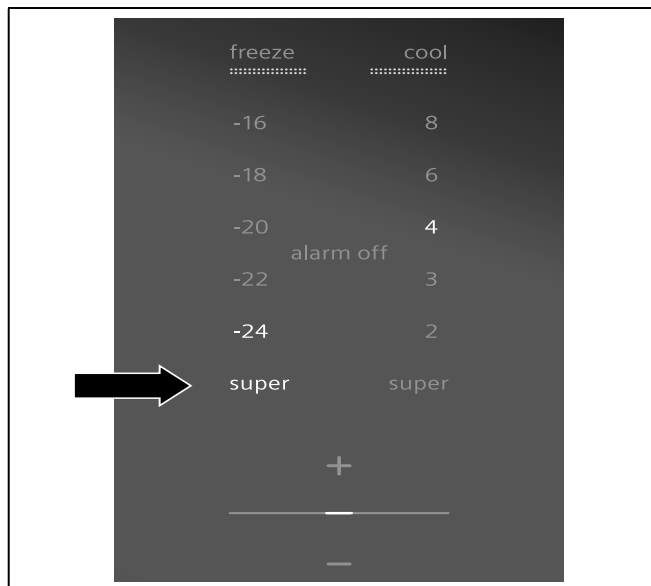 freeze cool
-16 8
-18 6
-20 4
alarm off
-22 3
-24 2
super super
+
−